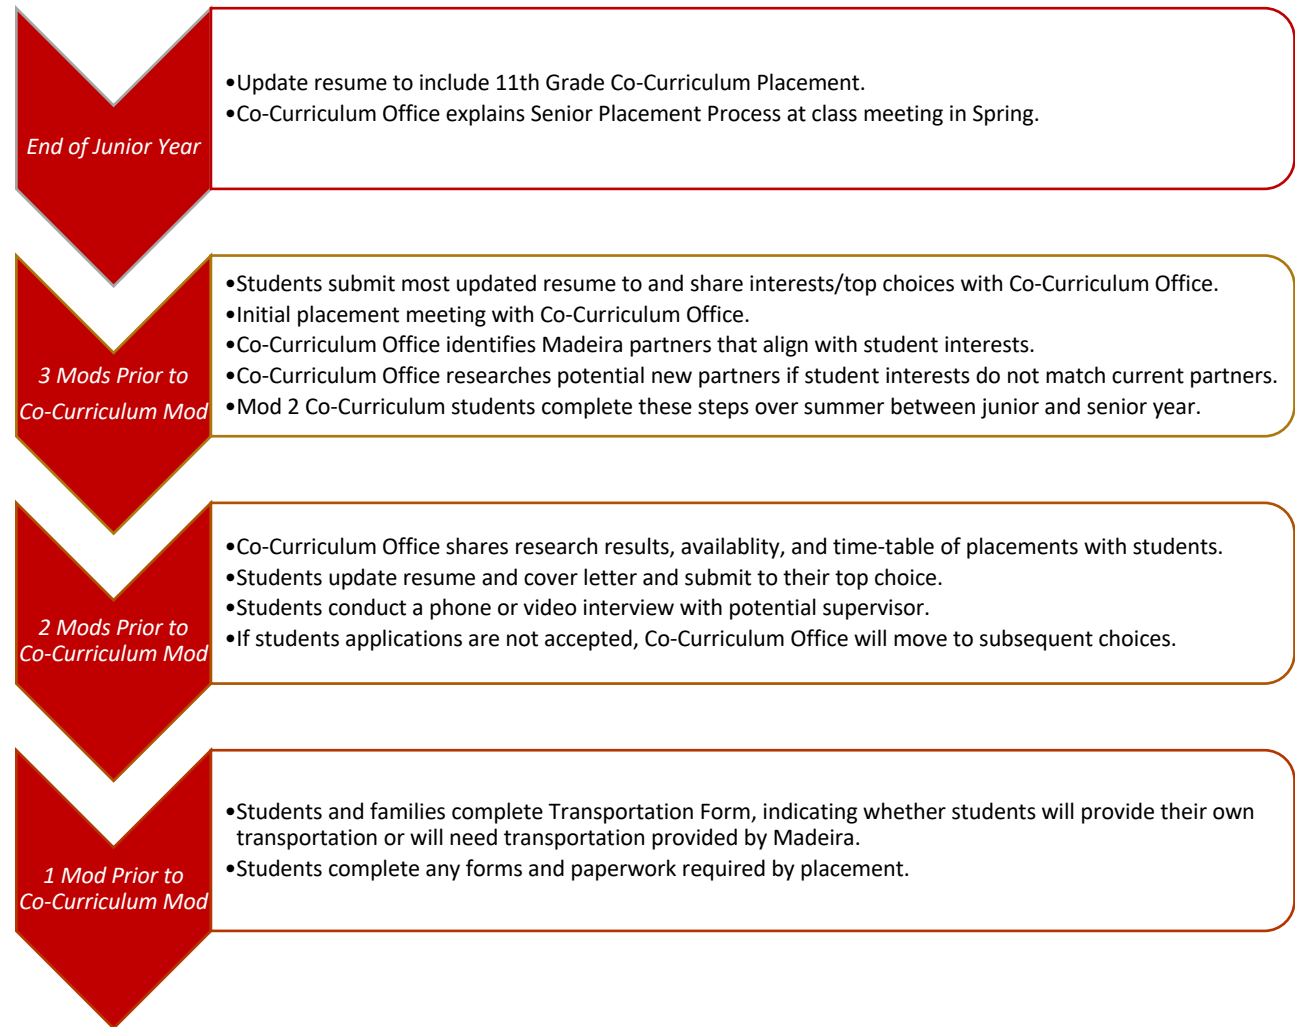 End of Junior Year
•Update resume to include 11th Grade Co-Curriculum Placement.
•Co-Curriculum Office explains Senior Placement Process at class meeting in Spring.
3 Mods Prior to
Co-Curriculum Mod
•Students submit most updated resume to and share interests/top choices with Co-Curriculum Office.
•Initial placement meeting with Co-Curriculum Office.
•Co-Curriculum Office identifies Madeira partners that align with student interests.
•Co-Curriculum Office researches potential new partners if student interests do not match current partners.
•Mod 2 Co-Curriculum students complete these steps over summer between junior and senior year.
2 Mods Prior to
Co-Curriculum Mod
•Co-Curriculum Office shares research results, availablity, and time-table of placements with students.
•Students update resume and cover letter and submit to their top choice.
•Students conduct a phone or video interview with potential supervisor.
•If students applications are not accepted, Co-Curriculum Office will move to subsequent choices.
1 Mod Prior to
Co-Curriculum Mod
•Students and families complete Transportation Form, indicating whether students will provide their own
transportation or will need transportation provided by Madeira.
•Students complete any forms and paperwork required by placement.